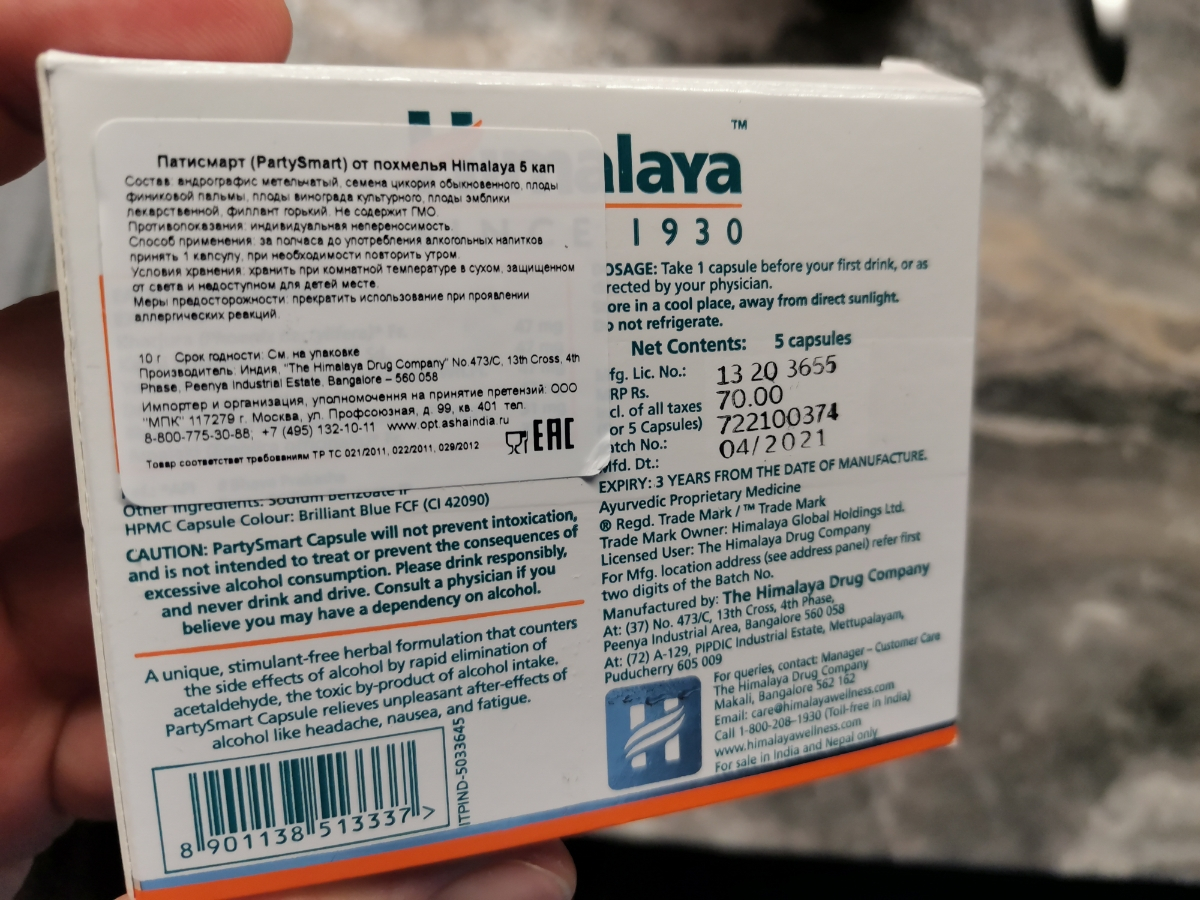 Патисмарт (PartySmart) от похмелья Himalaya 5 кап
Состав: андрографис метельчатый, семена цикория обыкновенного, плоды
финиковой пальмы, плоды винограда культурного, плоды эмблики
лекарственной, филлант горький. Не содержит ГМО.
Противопоказания: индивидуальная непереносимость.
Способ применения: за полчаса до употребления алкогольных напитков
принять 1 капсулу, при необходимости повторить утром.
Условия хранения: хранить при комнатной температуре в сухом, защищенном
от света и недоступном для детей месте.
Меры предосторожности: прекратить использование при проявлении
аллергических реакций.
10 г Срок годности: См. на упаковке
Производитель: Индия, "The Himalaya Drug Company" No.473/C, 13th Cross, 4th
Phase, Peenya Industrial Estate, Bangalore – 560 058
Импортер и организация, уполномочення на принятие претензий: ООО
"МПК" 117279 г. Москва, ул. Профсоюзная, д. 99, кв. 401 тел.
8-800-775-30-88; +7 (495) 132-10-11 www.opt.ashaindia.ru
EAC
Товар соответствует требованиям ТР ТС 021/2011, 022/2011, 029/2012
Other Ingredients: Sodium Benzoate IP
HPMC Capsule Colour: Brilliant Blue FCF (CI 42090)
CAUTION: PartySmart Capsule will not prevent intoxication,
and is not intended to treat or prevent the consequences of
excessive alcohol consumption. Please drink responsibly,
and never drink and drive. Consult a physician if you
believe you may have a dependency on alcohol.
A unique, stimulant-free herbal formulation that counters
the side effects of alcohol by rapid elimination of
acetaldehyde, the toxic by-product of alcohol intake.
PartySmart Capsule relieves unpleasant after-effects of
alcohol like headache, nausea, and fatigue.
8 901138 513337 >
ITPIND-5033645
alaya ™
1930
OSAGE: Take 1 capsule before your first drink, or as
rected by your physician.
ore in a cool place, away from direct sunlight.
o not refrigerate.
Net Contents: 5 capsules
fg. Lic. No.: 13 20 3655
RP Rs. 70.00
cl. of all taxes
or 5 Capsules)
atch No.: 722100374
Mfd. Dt.: 04/2021
EXPIRY: 3 YEARS FROM THE DATE OF MANUFACTURE.
Ayurvedic Proprietary Medicine
® Regd. Trade Mark / ™ Trade Mark
Trade Mark Owner: Himalaya Global Holdings Ltd.
Licensed User: The Himalaya Drug Company
For Mfg. location address (see address panel) refer first
two digits of the Batch No.
Manufactured by: The Himalaya Drug Company
At: (37) No. 473/C, 13th Cross, 4th Phase,
Peenya Industrial Area, Bangalore 560 058
At: (72) A-129, PIPDIC Industrial Estate, Mettupalayam,
Puducherry 605 009
For queries, contact: Manager – Customer Care
The Himalaya Drug Company
Makali, Bangalore 562 162
Email: care@himalayawellness.com
Call 1-800-208-1930 (Toll-free in India)
www.himalayawellness.com
For sale in India and Nepal only